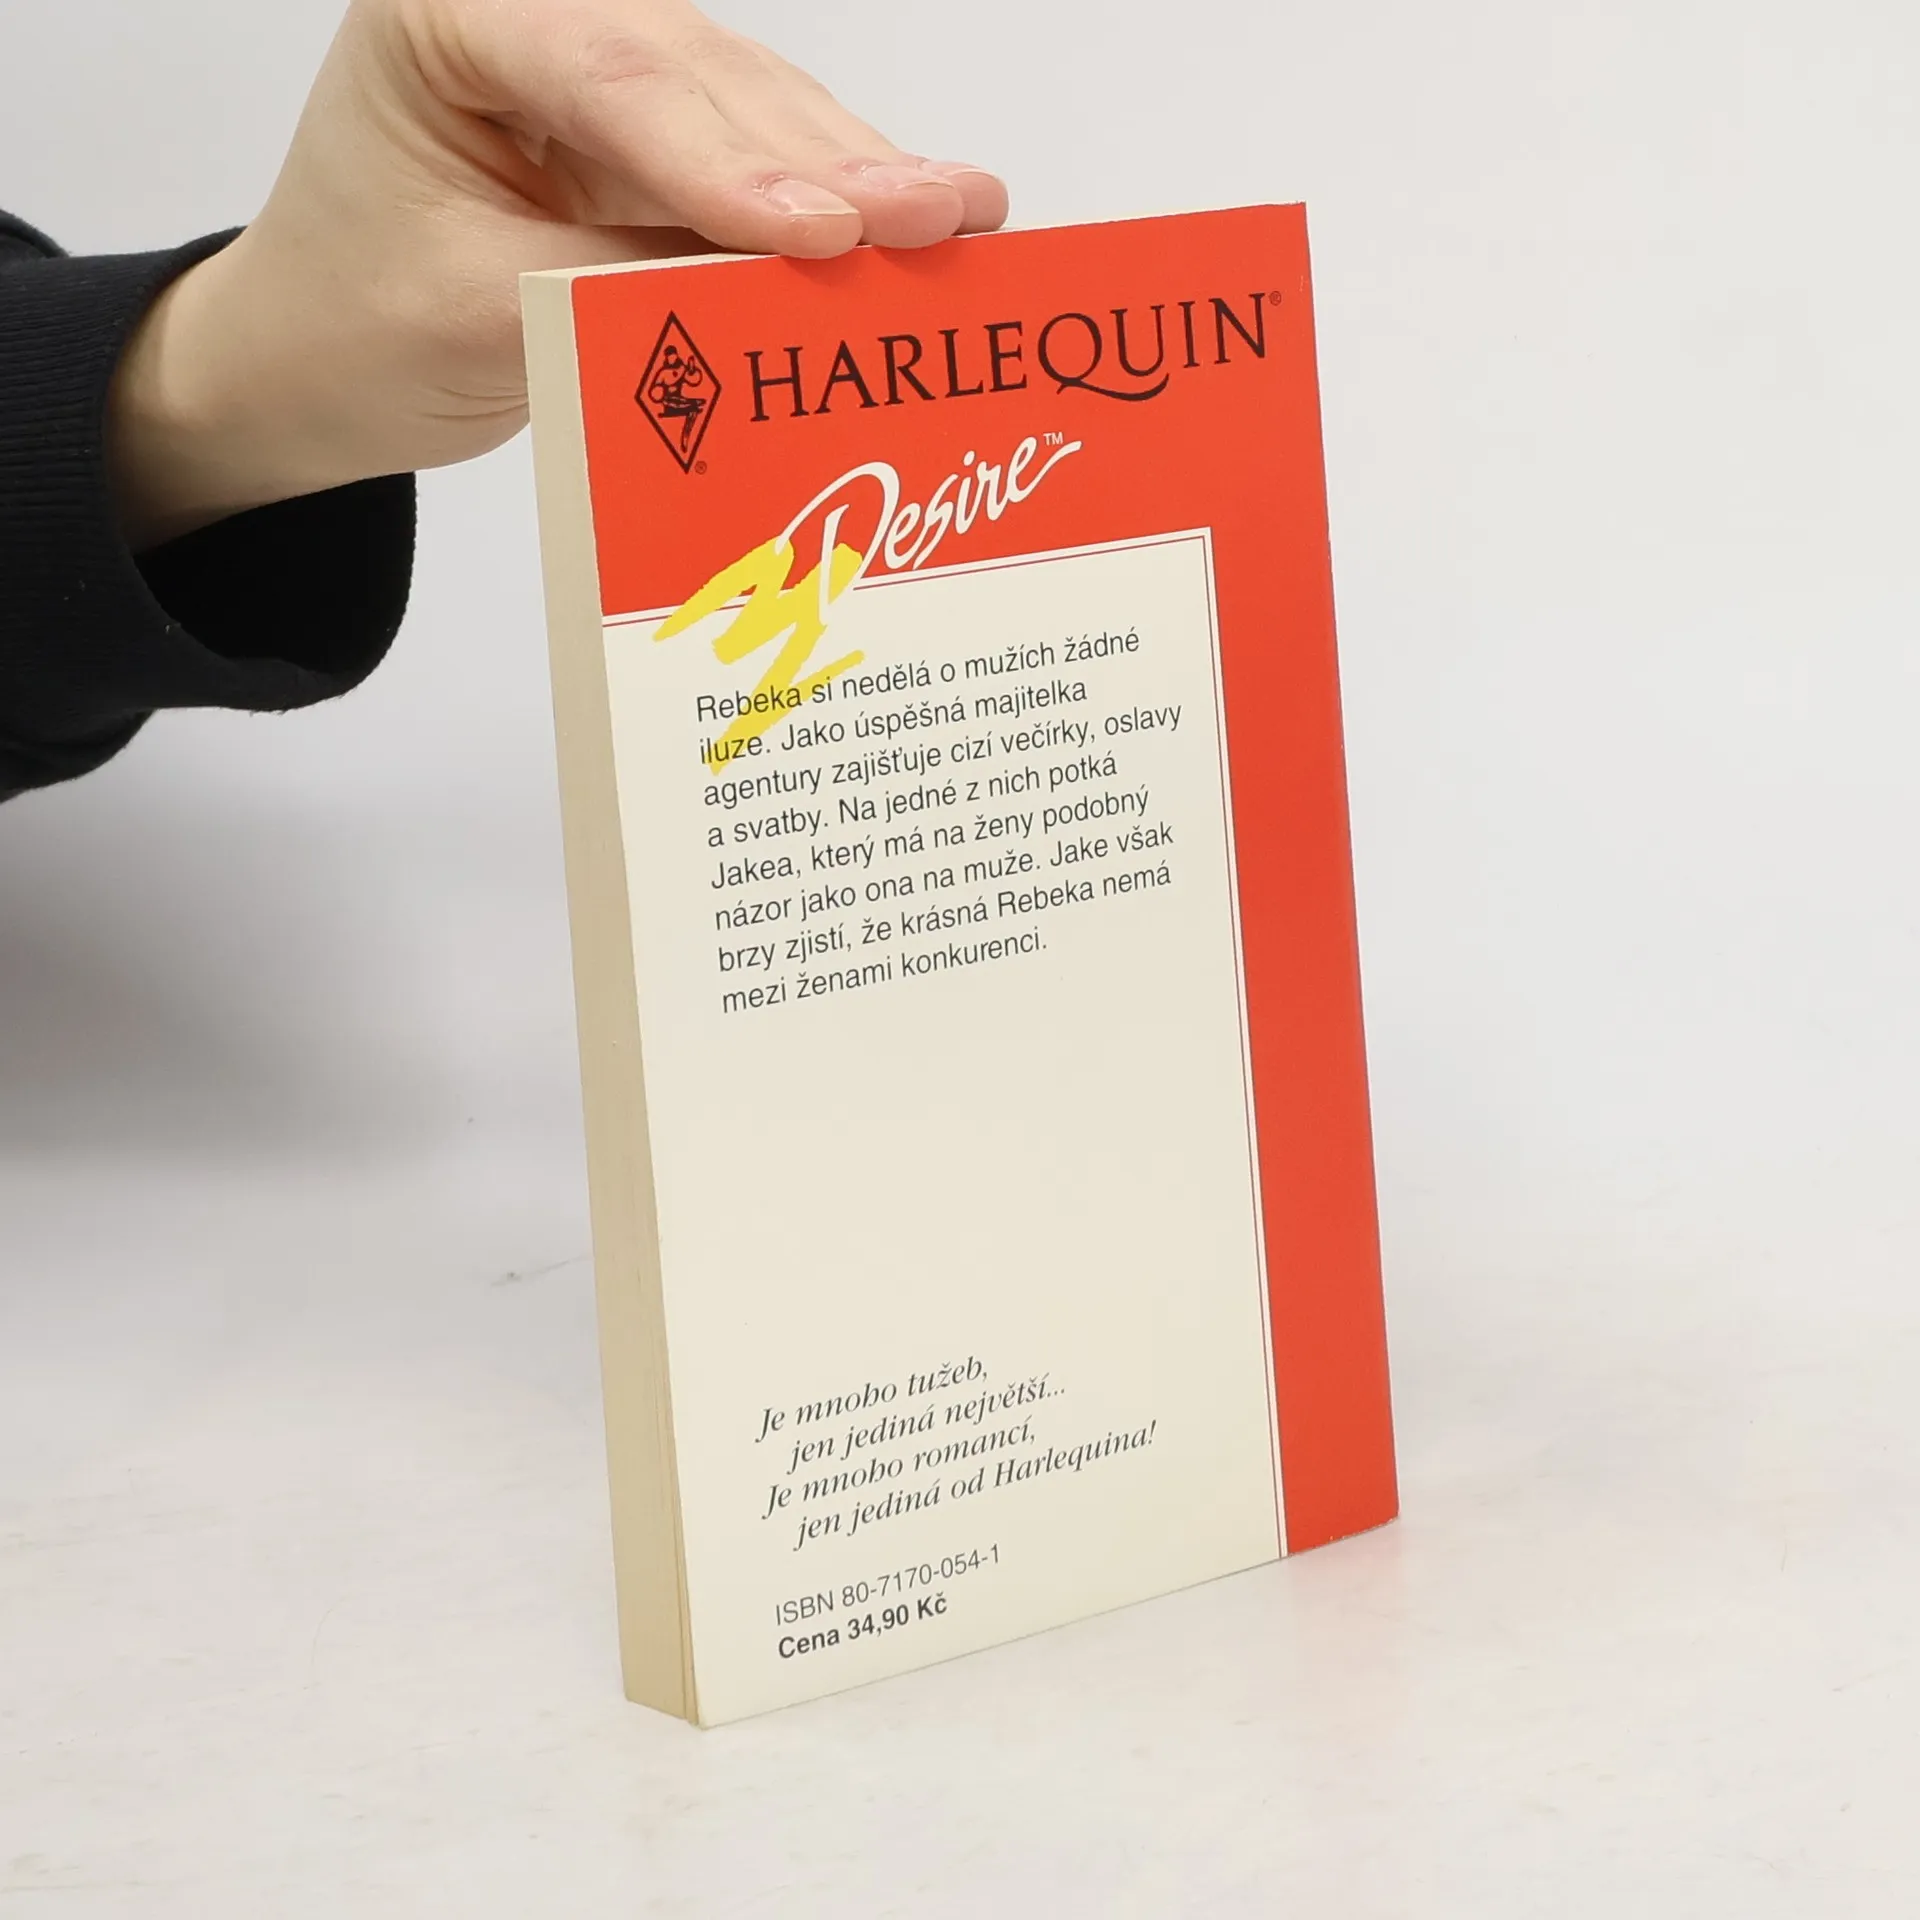 HARLEQUIN®
®
Desire™
Rebeka si nedělá o mužích žádné
iluze. Jako úspěšná majitelka
agentury zajišťuje cizí večírky, oslavy
a svatby. Na jedné z nich potká
Jakea, který má na ženy podobný
názor jako ona na muže. Jake však
brzy zjistí, že krásná Rebeka nemá
mezi ženami konkurenci.
Je mnoho tužeb,
jen jediná největší...
Je mnoho romancí,
jen jediná od Harlequina!
ISBN 80-7170-054-1
Cena 34,90 Kč